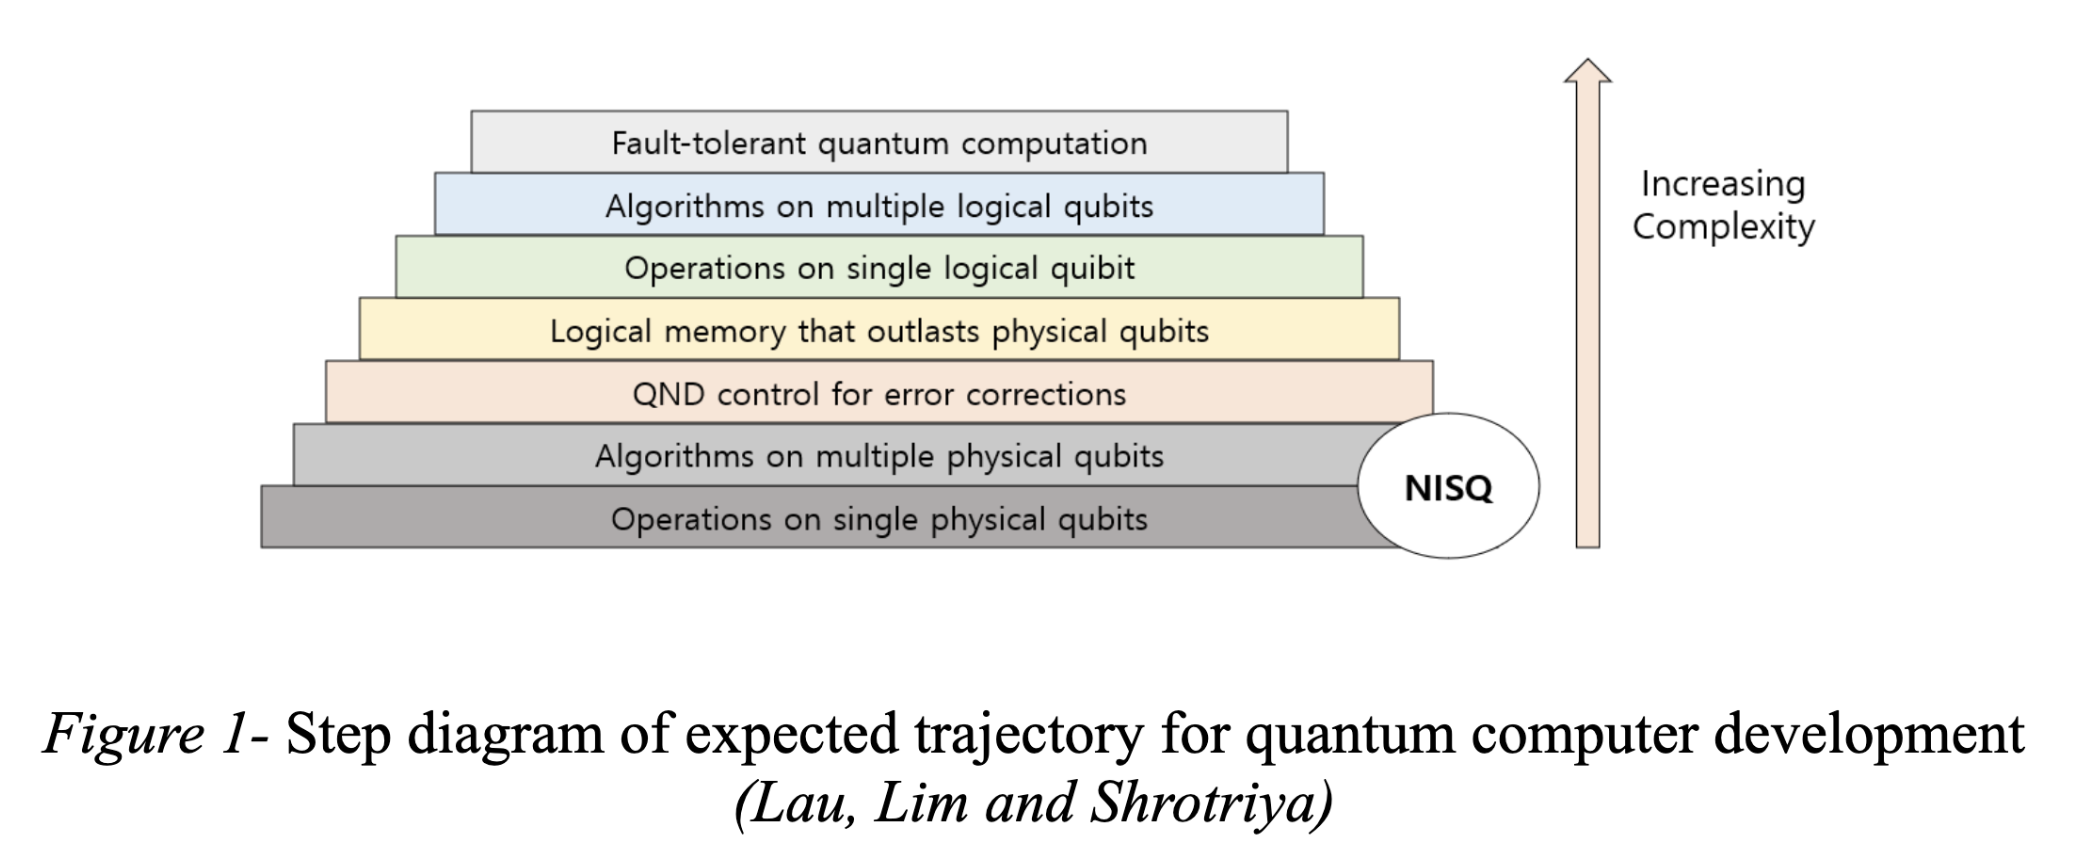 Fault-tolerant quantum computation
Algorithms on multiple logical qubits
Operations on single logical quibit
Logical memory that outlasts physical qubits
QND control for error corrections
Algorithms on multiple physical qubits
Operations on single physical qubits
NISQ
Increasing
Complexity
Figure 1- Step diagram of expected trajectory for quantum computer development
(Lau, Lim and Shrotriya)